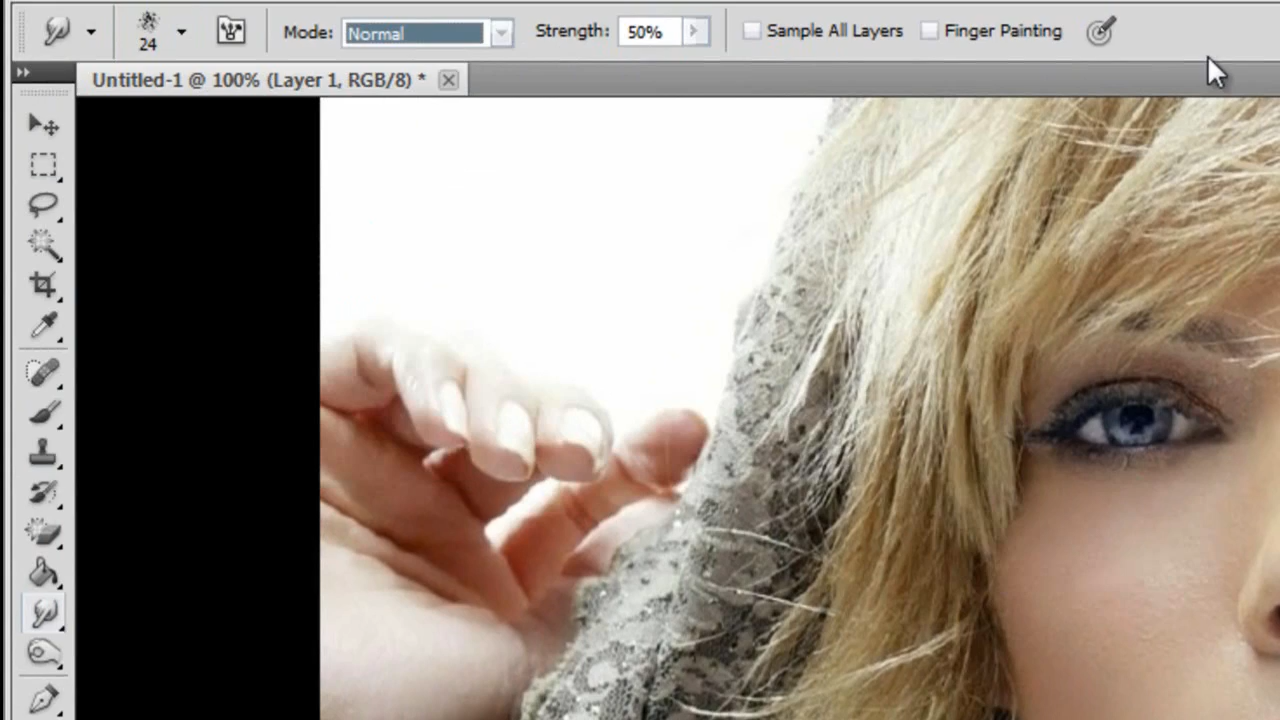 24 Mode: Normal Strength: 50% Sample All Layers Finger Painting
Untitled-1 @ 100% (Layer 1, RGB/8) *